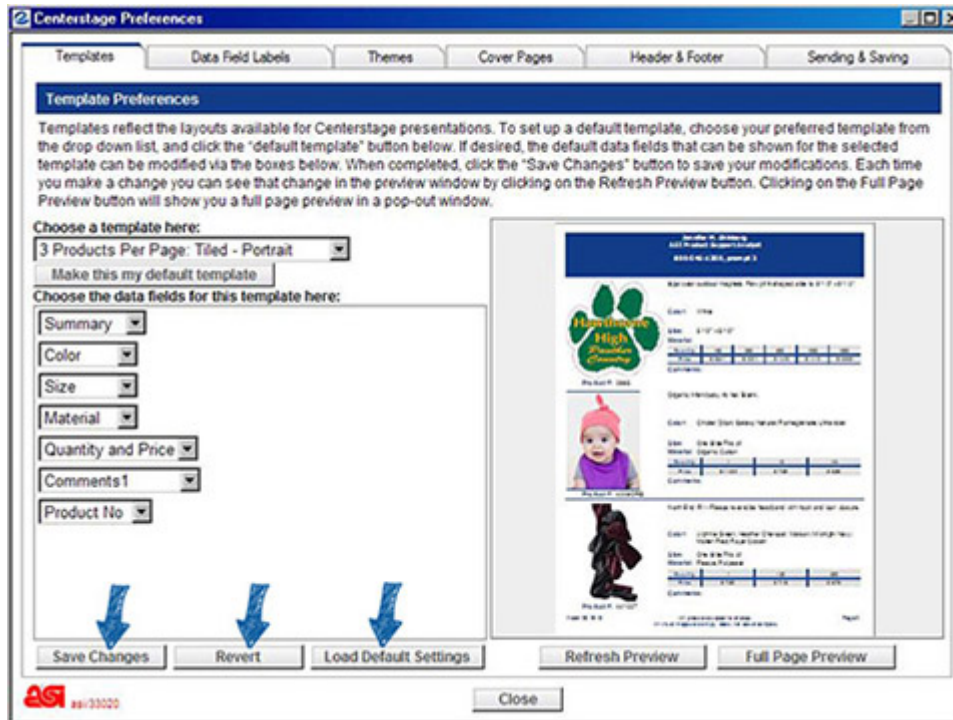 Centerstage Preferences
Templates
Data Field Labels
Themes
Cover Pages
Header & Footer
Sending & Saving
Template Preferences
Templates reflect the layouts available for Centerstage presentations. To set up a default template, choose your preferred template from
the drop down list, and click the "default template" button below. If desired, the default data fields that can be shown for the selected
template can be modified via the boxes below. When completed, click the "Save Changes" button to save your modifications. Each time
you make a change you can see that change in the preview window by clicking on the Refresh Preview button. Clicking on the Full Page
Preview button will show you a full page preview in a pop-out window.
Choose a template here:
3 Products Per Page: Tiled - Portrait
Make this my default template
Choose the data fields for this template here:
Summary
Color
Size
Material
Quantity and Price
Comments1
Product No
Hawthorne
High
Panther
Country
Save Changes
Revert
Load Default Settings
Refresh Preview
Full Page Preview
asi
asi/33020
Close